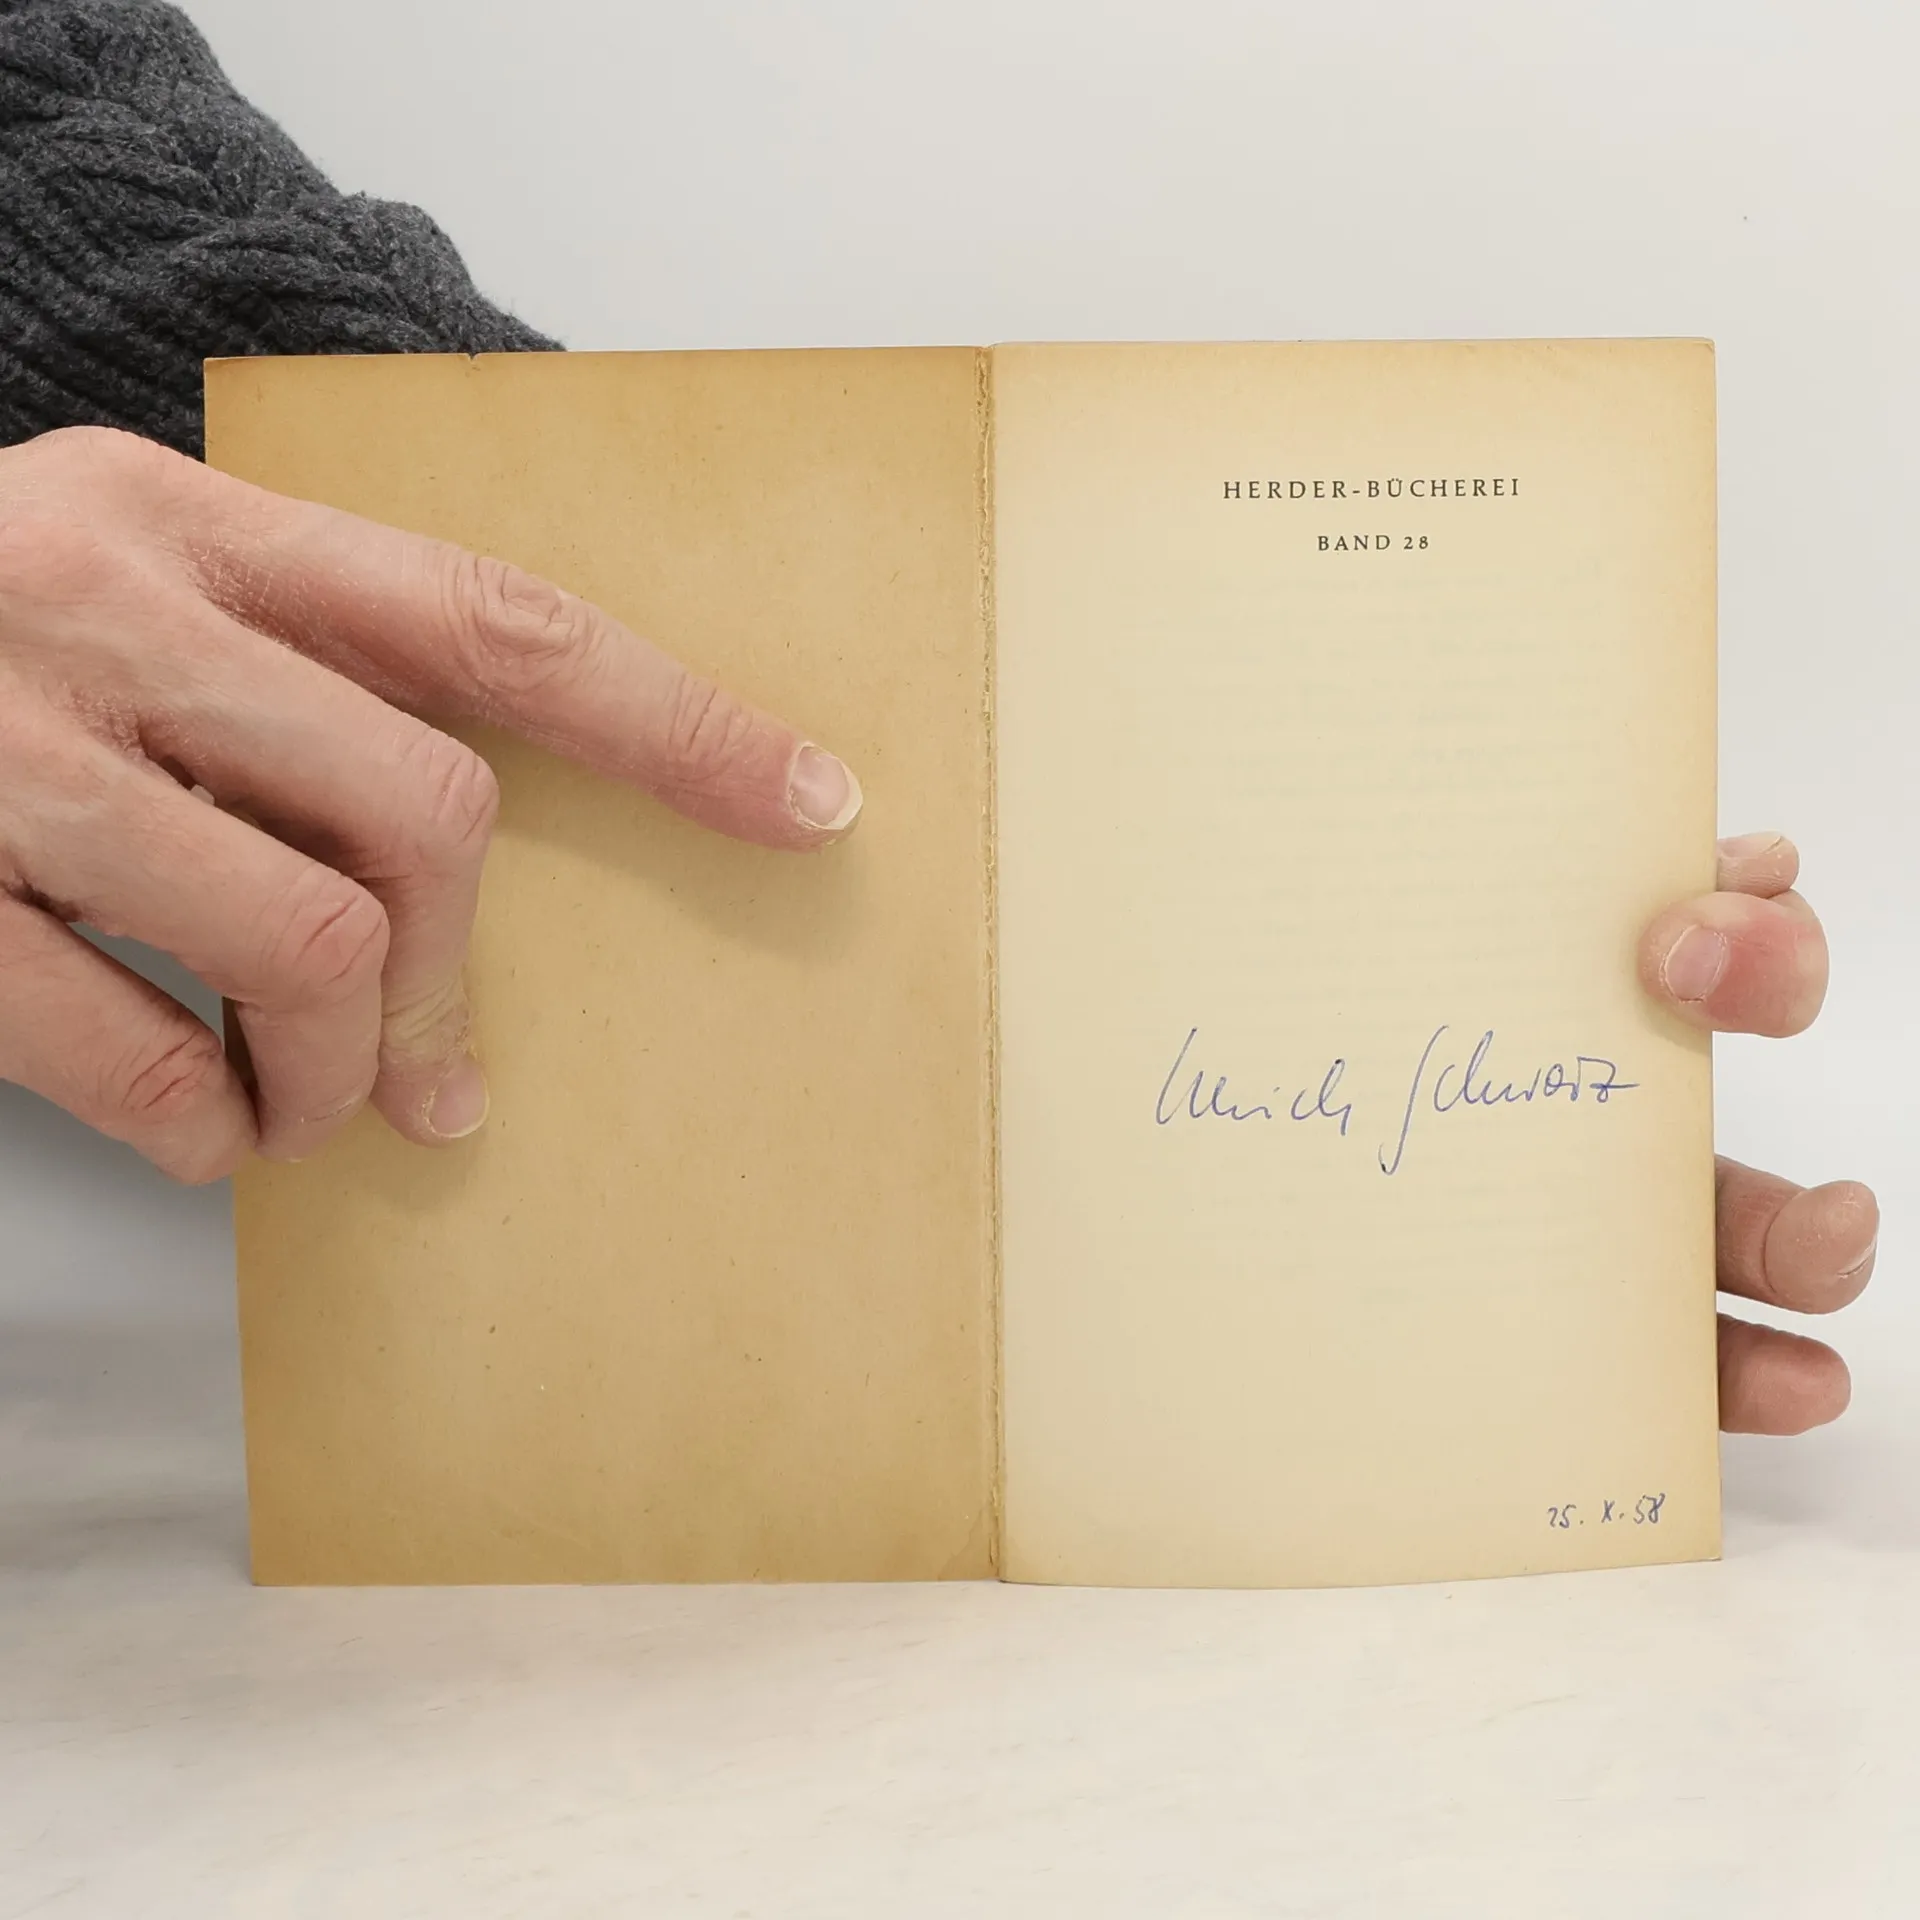 HERDER-BÜCHEREI
BAND 28
Ulrich Schwarz
25. X. 58